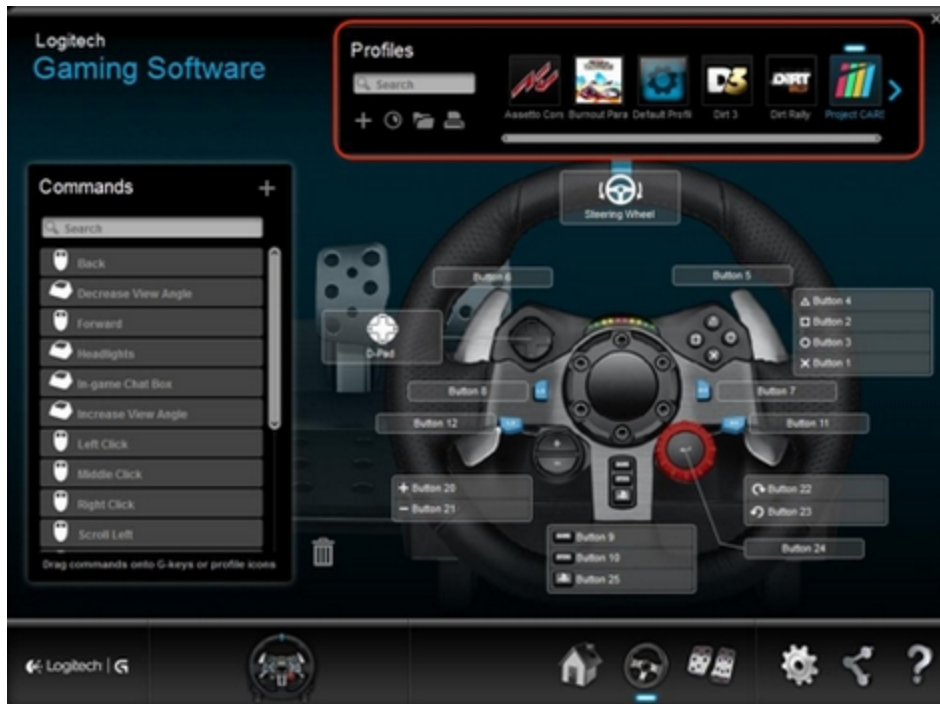 Logitech
Gaming Software
Profiles
Search
Assetto Cors
Burnout Para
Default Profil
Dirt 3
Dirt Rally
Project CARS
Commands
Search
Back
Decrease View Angle
Forward
Headlights
In-game Chat Box
Increase View Angle
Left Click
Middle Click
Right Click
Scroll Left
Drag commands onto G-keys or profile icons
Steering Wheel
Button 6
Button 5
D-Pad
Button 4
Button 2
Button 3
Button 1
Button 8
Button 7
Button 12
Button 11
Button 20
Button 21
Button 22
Button 23
Button 24
Button 9
Button 10
Button 25
Logitech | G